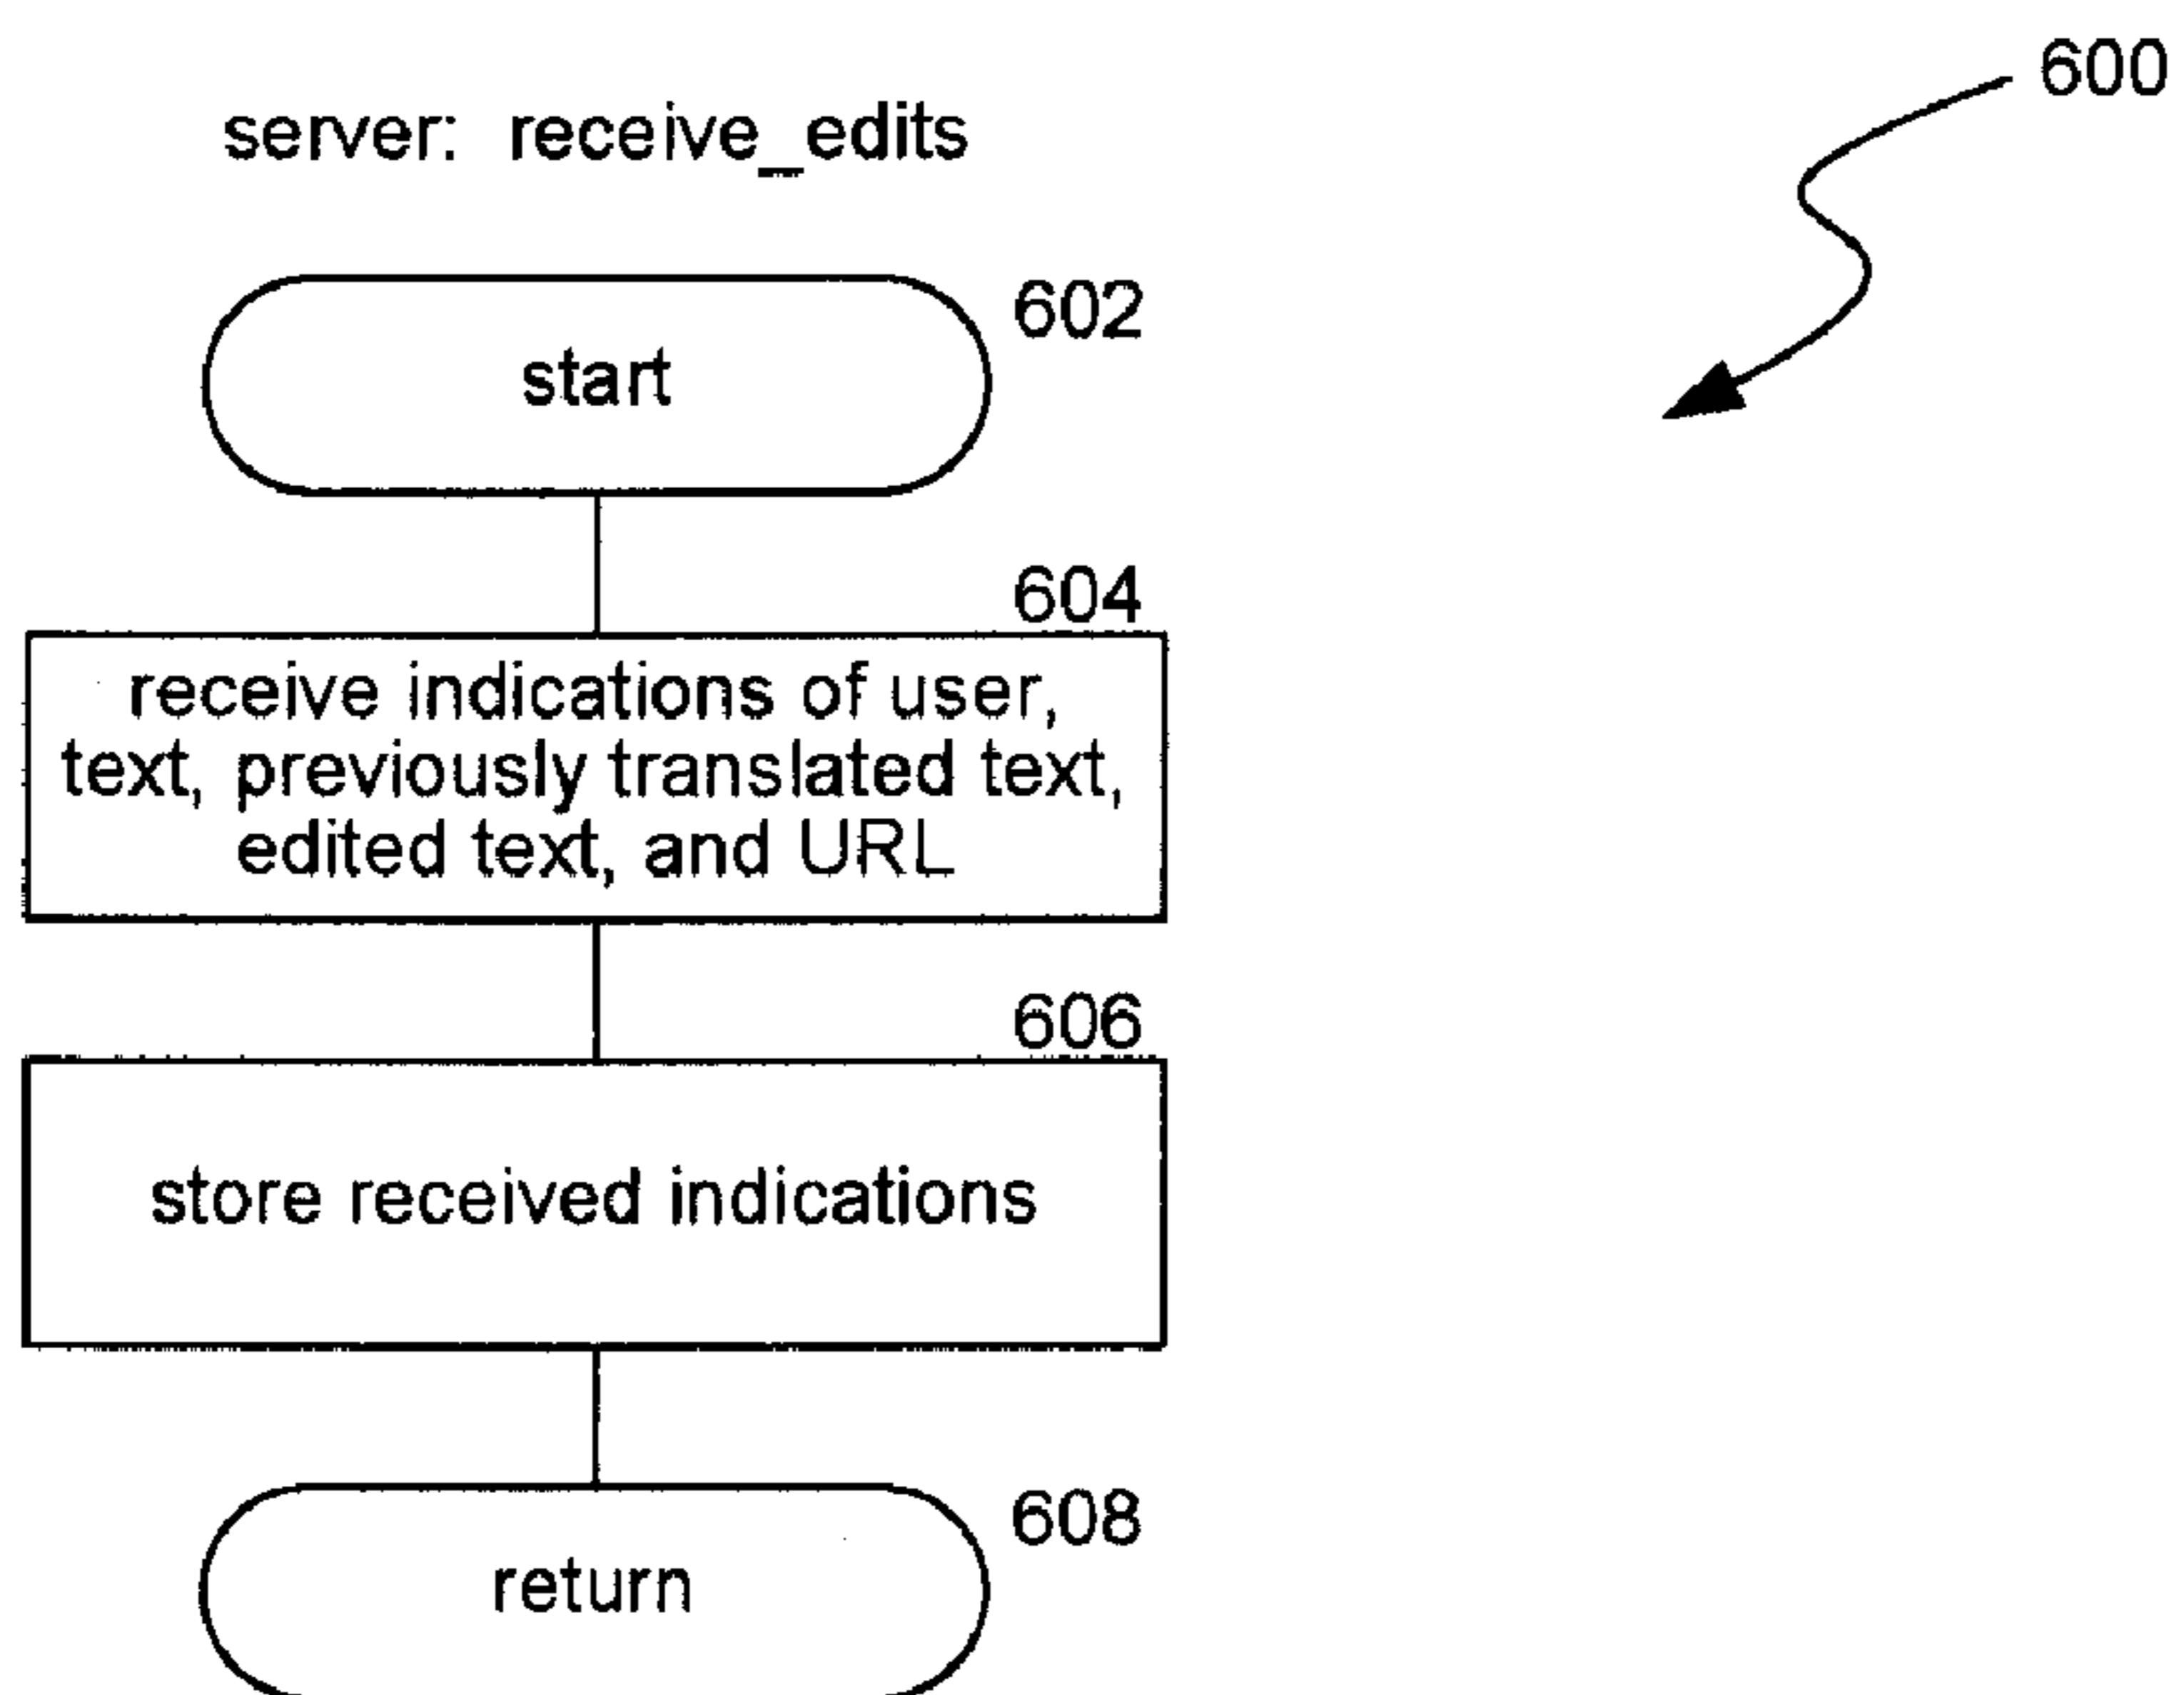 600
server: receive_edits
602
start
604
receive indications of user,
text, previously translated text,
edited text, and URL
606
store received indications
608
return